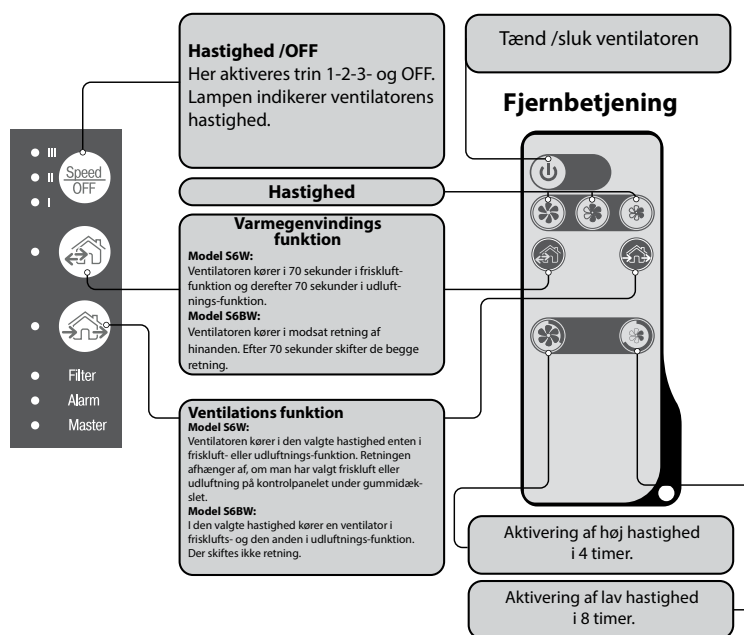 Hastighed /OFF
Her aktiveres trin 1-2-3- og OFF.
Lampen indikerer ventilatorens
hastighed.
Tænd /sluk ventilatoren
Fjernbetjening
III
II
I
Speed
OFF
Hastighed
Varmegenvindings
funktion
Model S6W:
Ventilatoren kører i 70 sekunder i friskluft-
funktion og derefter 70 sekunder i udluft-
nings-funktion.
Model S6BW:
Ventilatoren kører i modsat retning af
hinanden. Efter 70 sekunder skifter de begge
retning.
Filter
Alarm
Master
Ventilations funktion
Model S6W:
Ventilatoren kører i den valgte hastighed enten i
friskluft- eller udluftnings-funktion. Retningen
afhænger af, om man har valgt friskluft eller
udluftning på kontrolpanelet under gummidæk-
slet.
Model S6BW:
I den valgte hastighed kører en ventilator i
frisklufts- og den anden i udluftnings-funktion.
Der skiftes ikke retning.
Aktivering af høj hastighed
i 4 timer.
Aktivering af lav hastighed
i 8 timer.